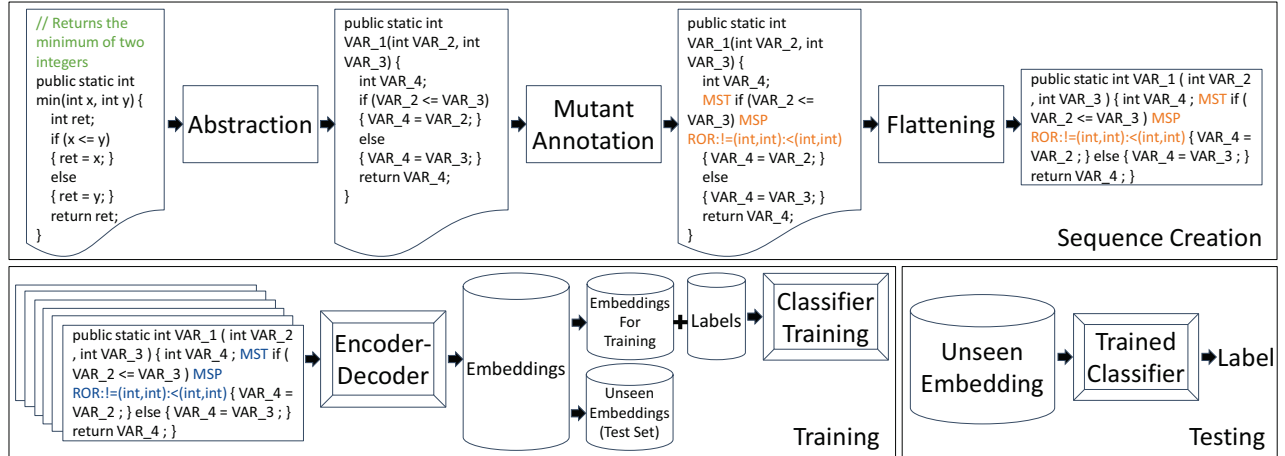 // Returns the
minimum of two
integers
public static int
min(int x, int y) {
int ret;
if (x <= y)
{ ret = x; }
else
{ ret = y; }
return ret;
}
Abstraction
public static int
VAR_1(int VAR_2, int
VAR_3) {
int VAR_4;
if (VAR_2 <= VAR_3)
{ VAR_4 = VAR_2; }
else
{ VAR_4 = VAR_3; }
return VAR_4;
}
Mutant
Annotation
public static int
VAR_1(int VAR_2, int
VAR_3) {
int VAR_4;
MST if (VAR_2 <=
VAR_3) MSP
ROR:!=(int,int):<(int,int)
{ VAR_4 = VAR_2; }
else
{ VAR_4 = VAR_3; }
return VAR_4;
}
Flattening
public static int VAR_1 ( int VAR_2
, int VAR_3 ) { int VAR_4 ; MST if (
VAR_2 <= VAR_3 ) MSP
ROR:!=(int,int):<(int,int) { VAR_4 =
VAR_2 ; } else { VAR_4 = VAR_3 ; }
return VAR_4 ; }
Sequence Creation
public static int VAR_1 ( int VAR_2
, int VAR_3 ) { int VAR_4 ; MST if (
VAR_2 <= VAR_3 ) MSP
ROR:!=(int,int):<(int,int) { VAR_4 =
VAR_2 ; } else { VAR_4 = VAR_3 ; }
return VAR_4 ; }
Encoder-
Decoder
Embeddings
Embeddings
For
Training
+
Labels
Classifier
Training
Unseen
Embeddings
(Test Set)
Training
Unseen
Embedding
Trained
Classifier
Label
Testing